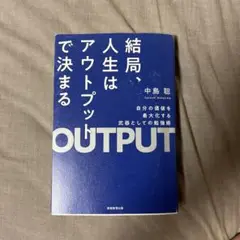 結局、
人生は
アウトプット
で決まる
中島聡
自分の価値を
最大化する
武器としての勉強術
OUTPUT